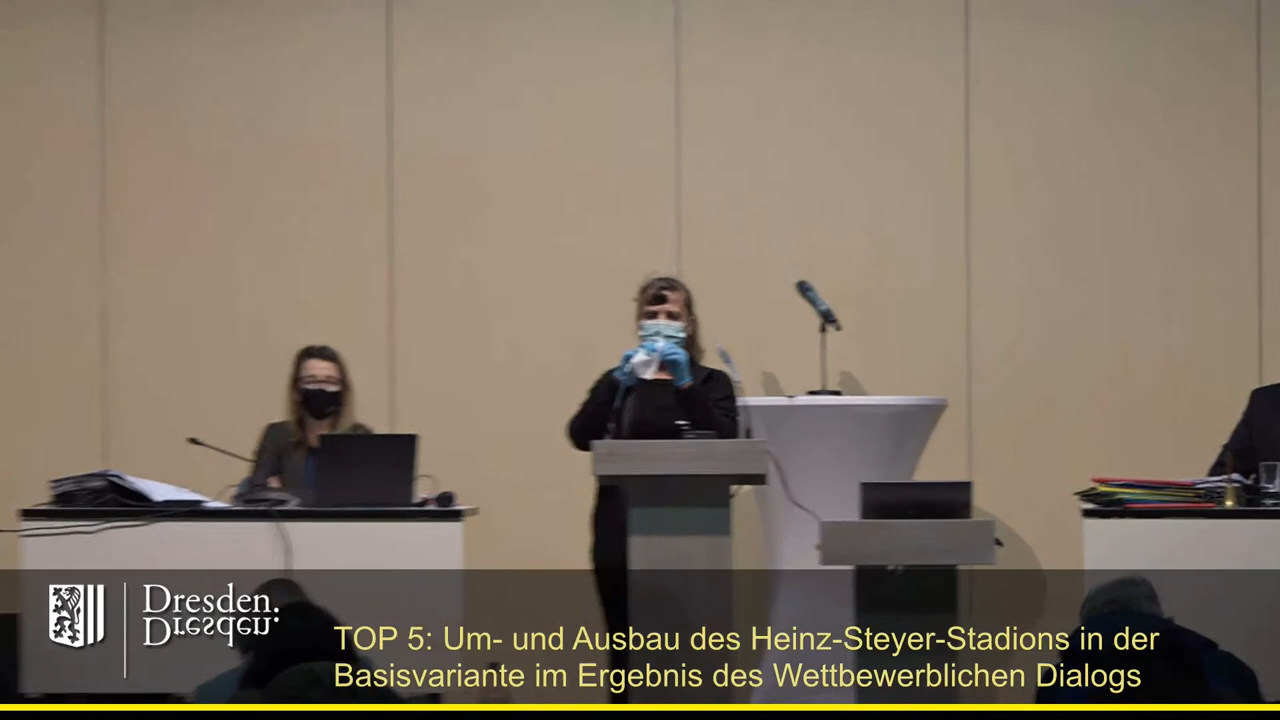 Dresden.
Dresden.
TOP 5: Um- und Ausbau des Heinz-Steyer-Stadions in der
Basisvariante im Ergebnis des Wettbewerblichen Dialogs